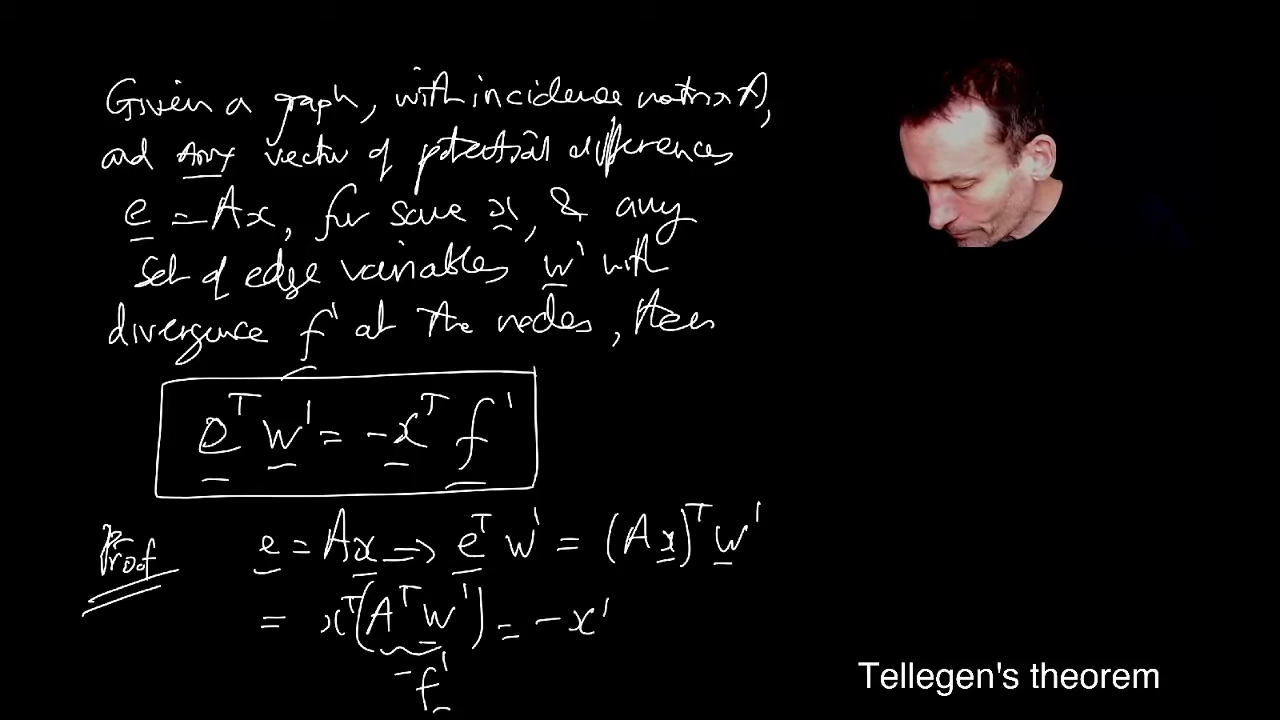 Given a graph, with incidence matrix A,
and Any vector of potential differences
e = Ax, for some x, & any
set of edge variables w' with
divergence f' at the nodes, then
e^T w' = -x^T f'
Proof e = Ax ⇒ e^T w' = (Ax)^T w'
= x^T(A^T w') = -x'
-f'
Tellegen's theorem